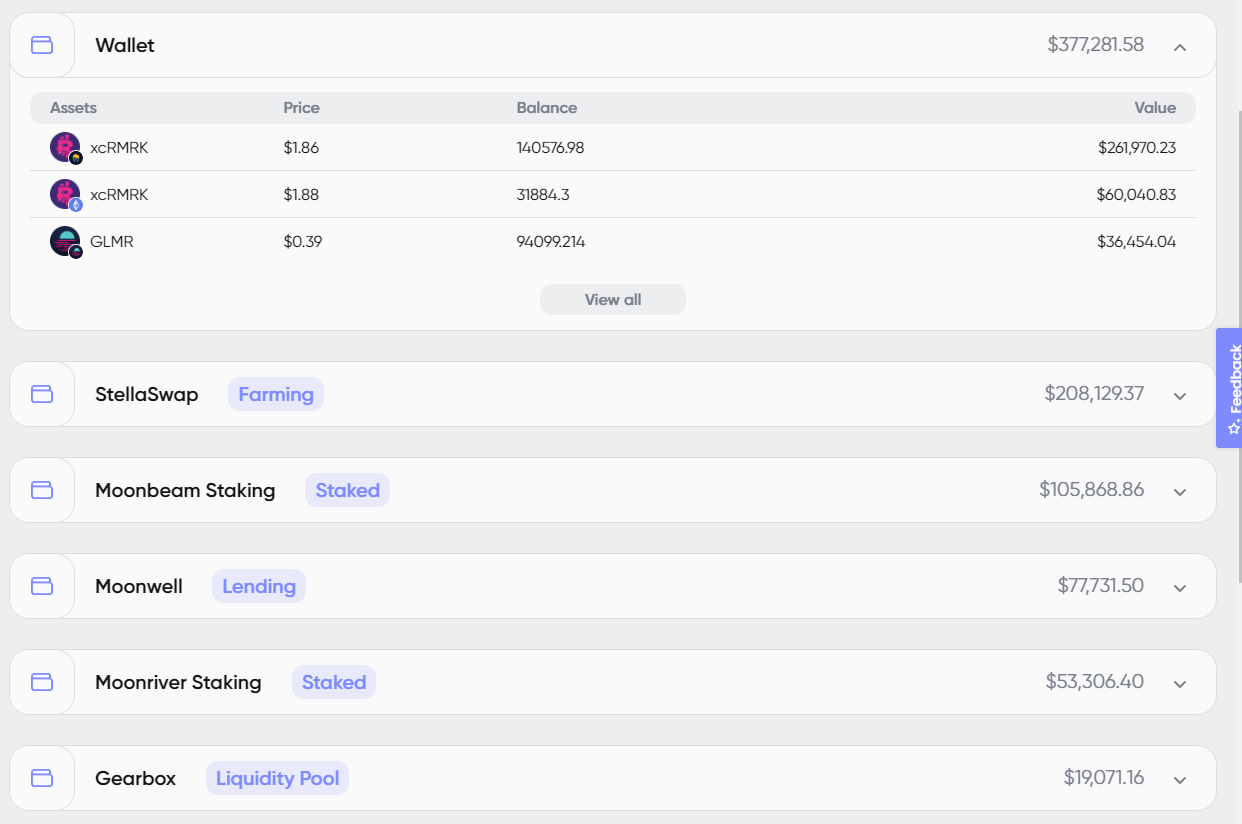 Wallet $377,281.58
Assets Price Balance Value
xcRMRK $1.86 140576.98 $261,970.23
xcRMRK $1.88 31884.3 $60,040.83
GLMR $0.39 94099.214 $36,454.04
View all
StellaSwap Farming $208,129.37
Feedback
Moonbeam Staking Staked $105,868.86
Moonwell Lending $77,731.50
Moonriver Staking Staked $53,306.40
Gearbox Liquidity Pool $19,071.16